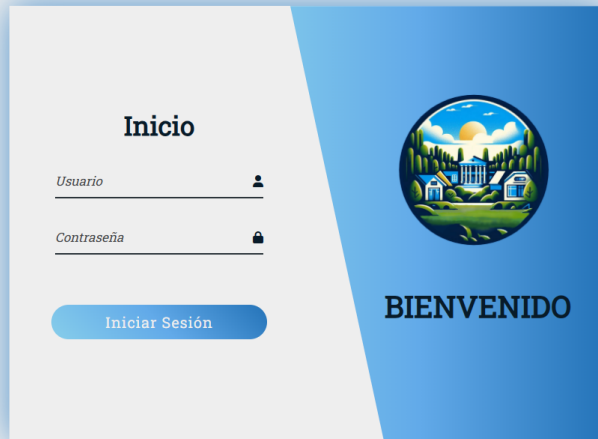 Inicio
Usuario
Contraseña
Iniciar Sesión
BIENVENIDO